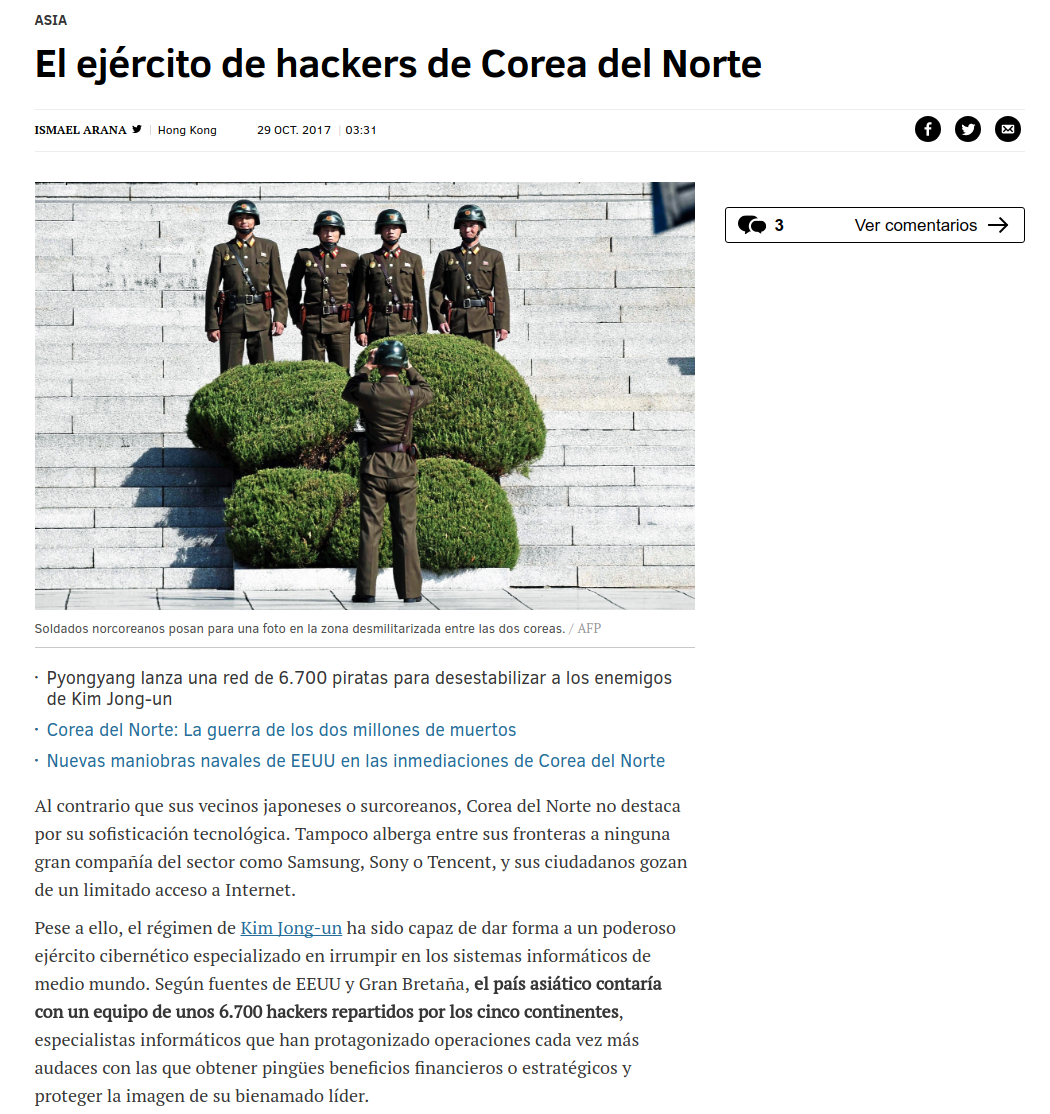 ASIA
El ejército de hackers de Corea del Norte
ISMAEL ARANA Hong Kong 29 OCT. 2017 03:31
3 Ver comentarios
Soldados norcoreanos posan para una foto en la zona desmilitarizada entre las dos coreas. / AFP
· Pyongyang lanza una red de 6.700 piratas para desestabilizar a los enemigos
de Kim Jong-un
· Corea del Norte: La guerra de los dos millones de muertos
· Nuevas maniobras navales de EEUU en las inmediaciones de Corea del Norte
Al contrario que sus vecinos japoneses o surcoreanos, Corea del Norte no destaca
por su sofisticación tecnológica. Tampoco alberga entre sus fronteras a ninguna
gran compañía del sector como Samsung, Sony o Tencent, y sus ciudadanos gozan
de un limitado acceso a Internet.
Pese a ello, el régimen de Kim Jong-un ha sido capaz de dar forma a un poderoso
ejército cibernético especializado en irrumpir en los sistemas informáticos de
medio mundo. Según fuentes de EEUU y Gran Bretaña, el país asiático contaría
con un equipo de unos 6.700 hackers repartidos por los cinco continentes,
especialistas informáticos que han protagonizado operaciones cada vez más
audaces con las que obtener pingües beneficios financieros o estratégicos y
proteger la imagen de su bienamado líder.